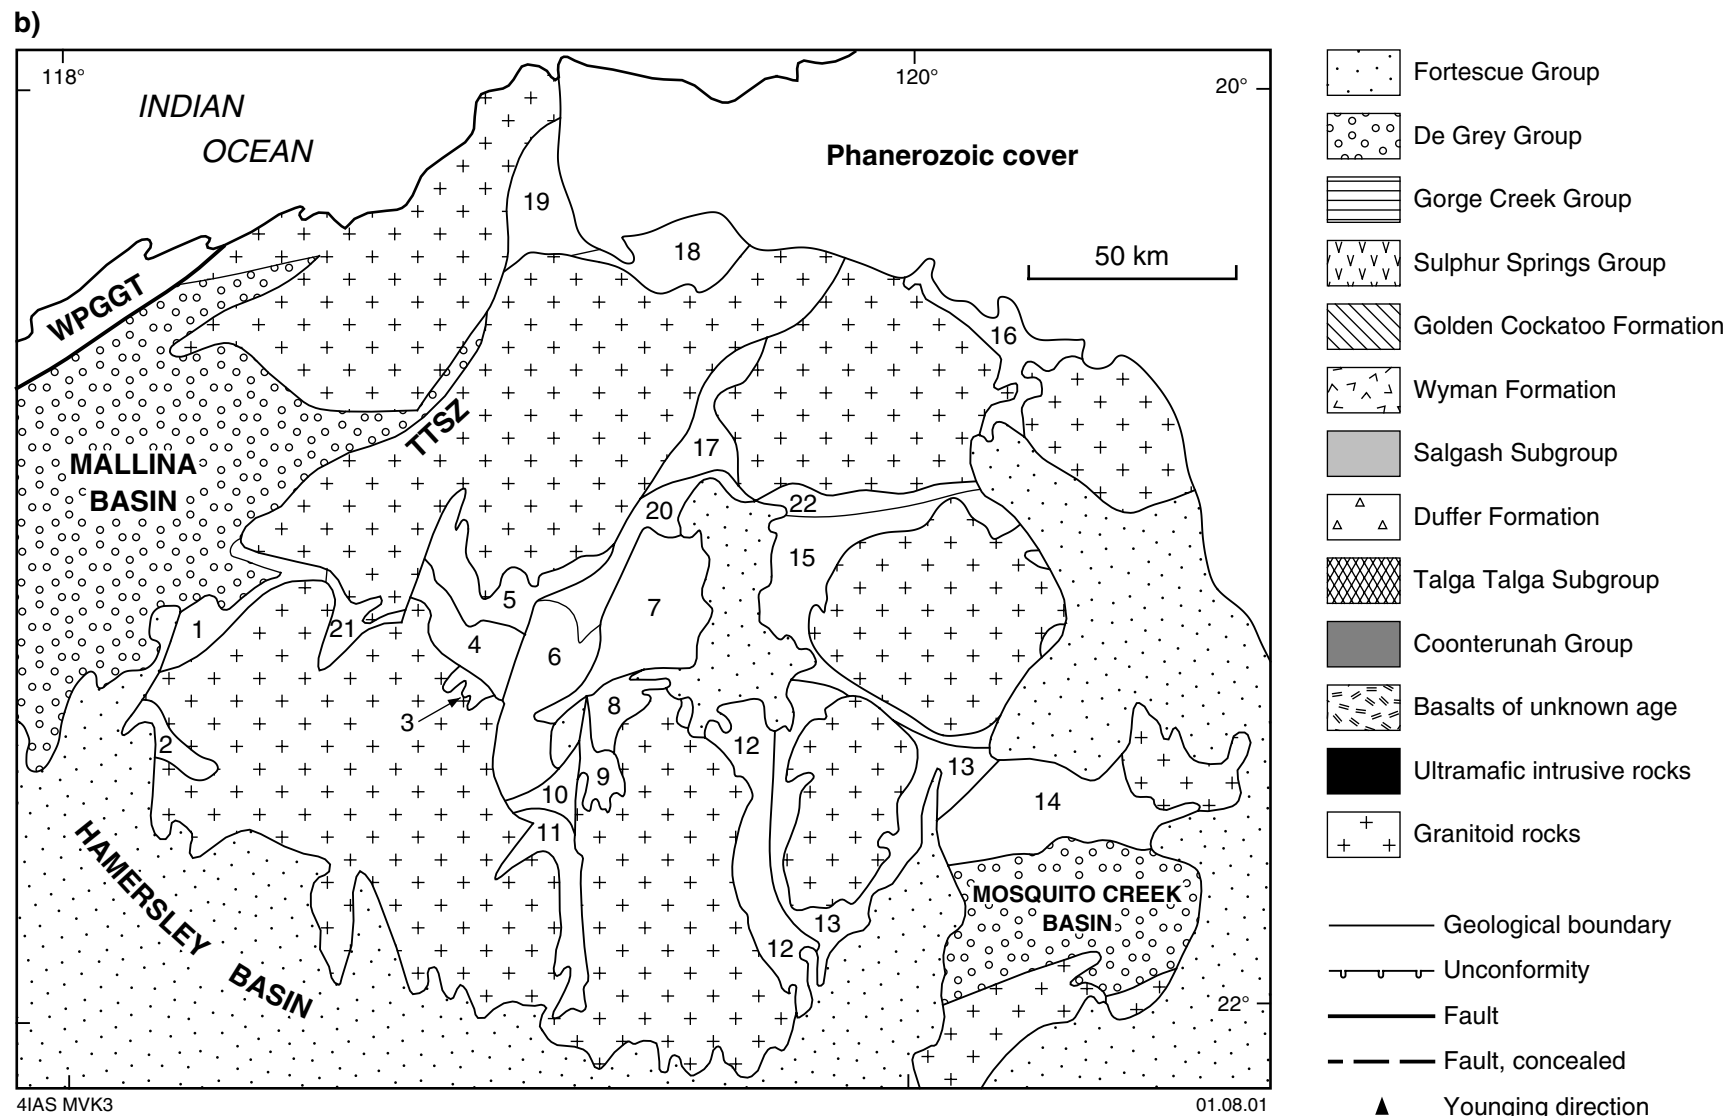 b)
118°
120°
20°
INDIAN
OCEAN
Phanerozoic cover
19
18
50 km
WPGGT
16
TTSZ
17
MALLINA
BASIN
20
22
15
5
7
1
21
4
6
3
8
2
12
9
13
10
14
11
HAMERSLEY BASIN
MOSQUITO CREEK
BASIN
13
12
22°
4IAS MVK3
01.08.01
Fortescue Group
De Grey Group
Gorge Creek Group
Sulphur Springs Group
Golden Cockatoo Formation
Wyman Formation
Salgash Subgroup
Duffer Formation
Talga Talga Subgroup
Coonterunah Group
Basalts of unknown age
Ultramafic intrusive rocks
Granitoid rocks
Geological boundary
Unconformity
Fault
Fault, concealed
Younging direction